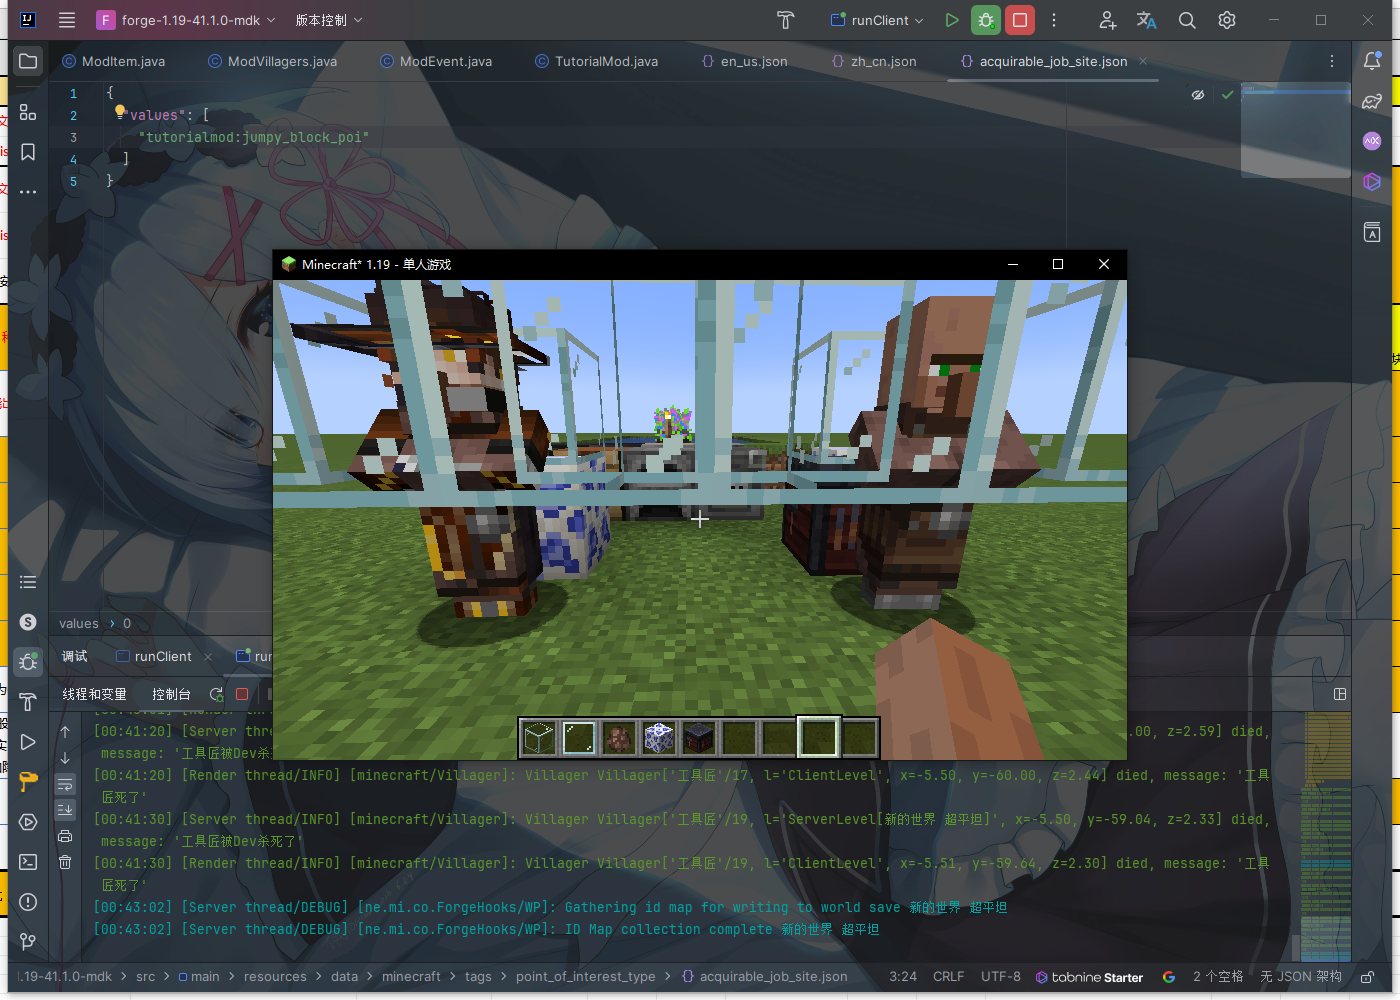 F forge-1.19-41.1.0-mdk 版本控制 runClient
ModItem.java ModVillagers.java ModEvent.java TutorialMod.java en_us.json zh_cn.json acquirable_job_site.json
1 {
2 "values": [
3 "tutorialmod:jumpy_block_poi"
4 ]
5 }
Minecraft* 1.19 - 单人游戏
values > 0
调试 runClient run
线程和变量 控制台
[00:41:20] [Server thr .00, z=2.59] died,
message: '工具匠被Dev杀死了'
[00:41:20] [Render thread/INFO] [minecraft/Villager]: Villager Villager['工具匠'/17, l='ClientLevel', x=-5.50, y=-60.00, z=2.44] died, message: '工具
匠死了'
[00:41:30] [Server thread/INFO] [minecraft/Villager]: Villager Villager['工具匠'/19, l='ServerLevel[新的世界 超平坦]', x=-5.50, y=-59.04, z=2.33] died,
message: '工具匠被Dev杀死了'
[00:41:30] [Render thread/INFO] [minecraft/Villager]: Villager Villager['工具匠'/19, l='ClientLevel', x=-5.51, y=-59.64, z=2.30] died, message: '工具
匠死了'
[00:43:02] [Server thread/DEBUG] [ne.mi.co.ForgeHooks/WP]: Gathering id map for writing to world save 新的世界 超平坦
[00:43:02] [Server thread/DEBUG] [ne.mi.co.ForgeHooks/WP]: ID Map collection complete 新的世界 超平坦
1.19-41.1.0-mdk > src > main > resources > data > minecraft > tags > point_of_interest_type > acquirable_job_site.json 3:24 CRLF UTF-8 tabnine Starter 2 个空格 无 JSON 架构